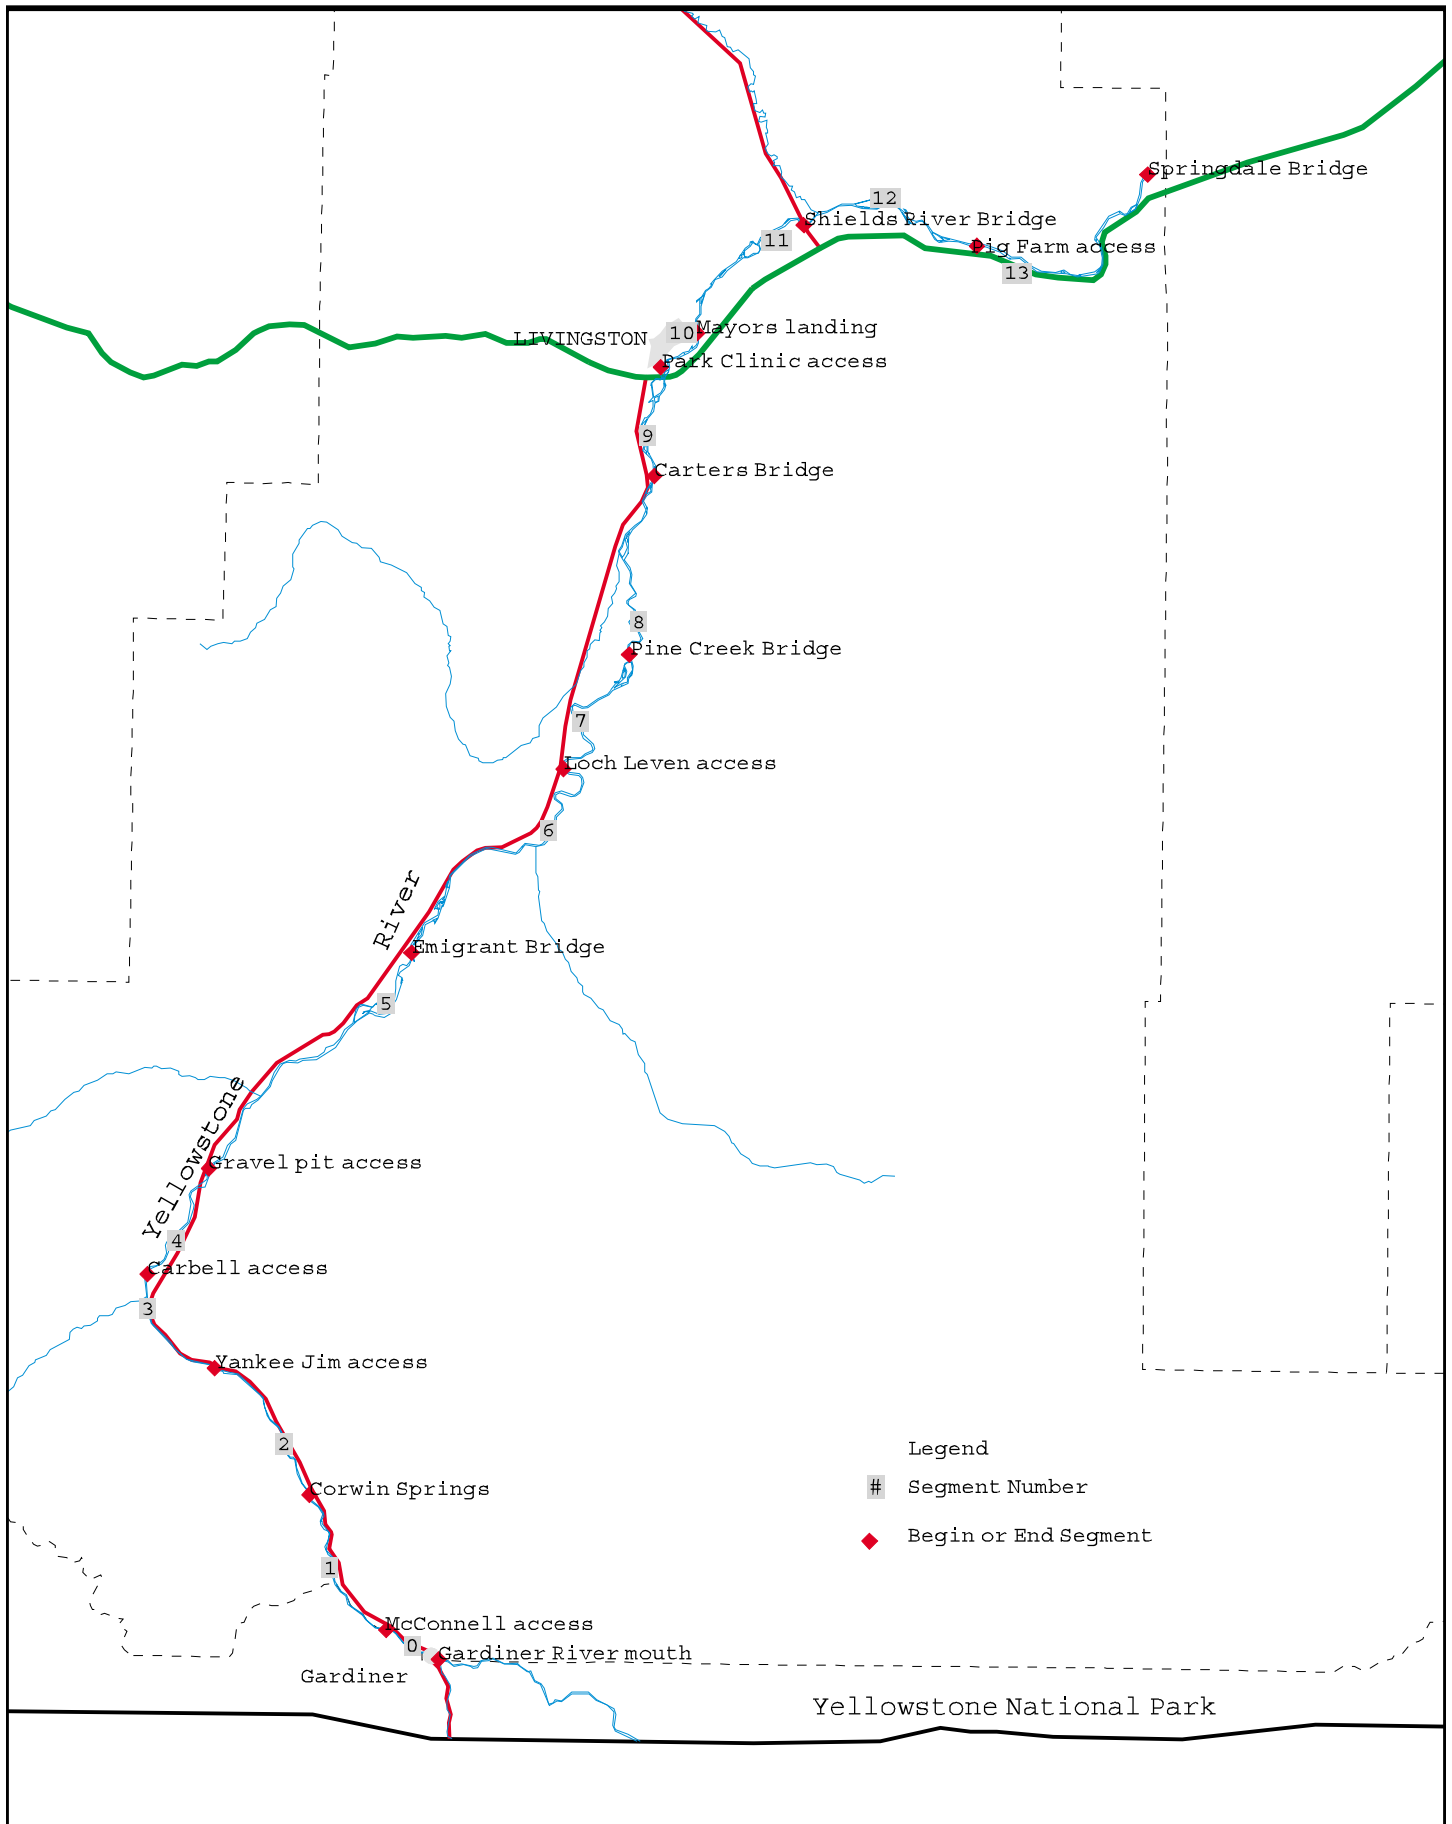 Springdale Bridge
12
Shields River Bridge
11
Pig Farm access
13
10
Mayors landing
LIVINGSTON
Park Clinic access
9
Carters Bridge
8
Pine Creek Bridge
7
Loch Leven access
6
River
Emigrant Bridge
5
Yellowstone
Gravel pit access
4
Carbell access
3
Yankee Jim access
2
Legend
# Segment Number
Corwin Springs
Begin or End Segment
1
McConnell access
0
Gardiner River mouth
Gardiner
Yellowstone National Park